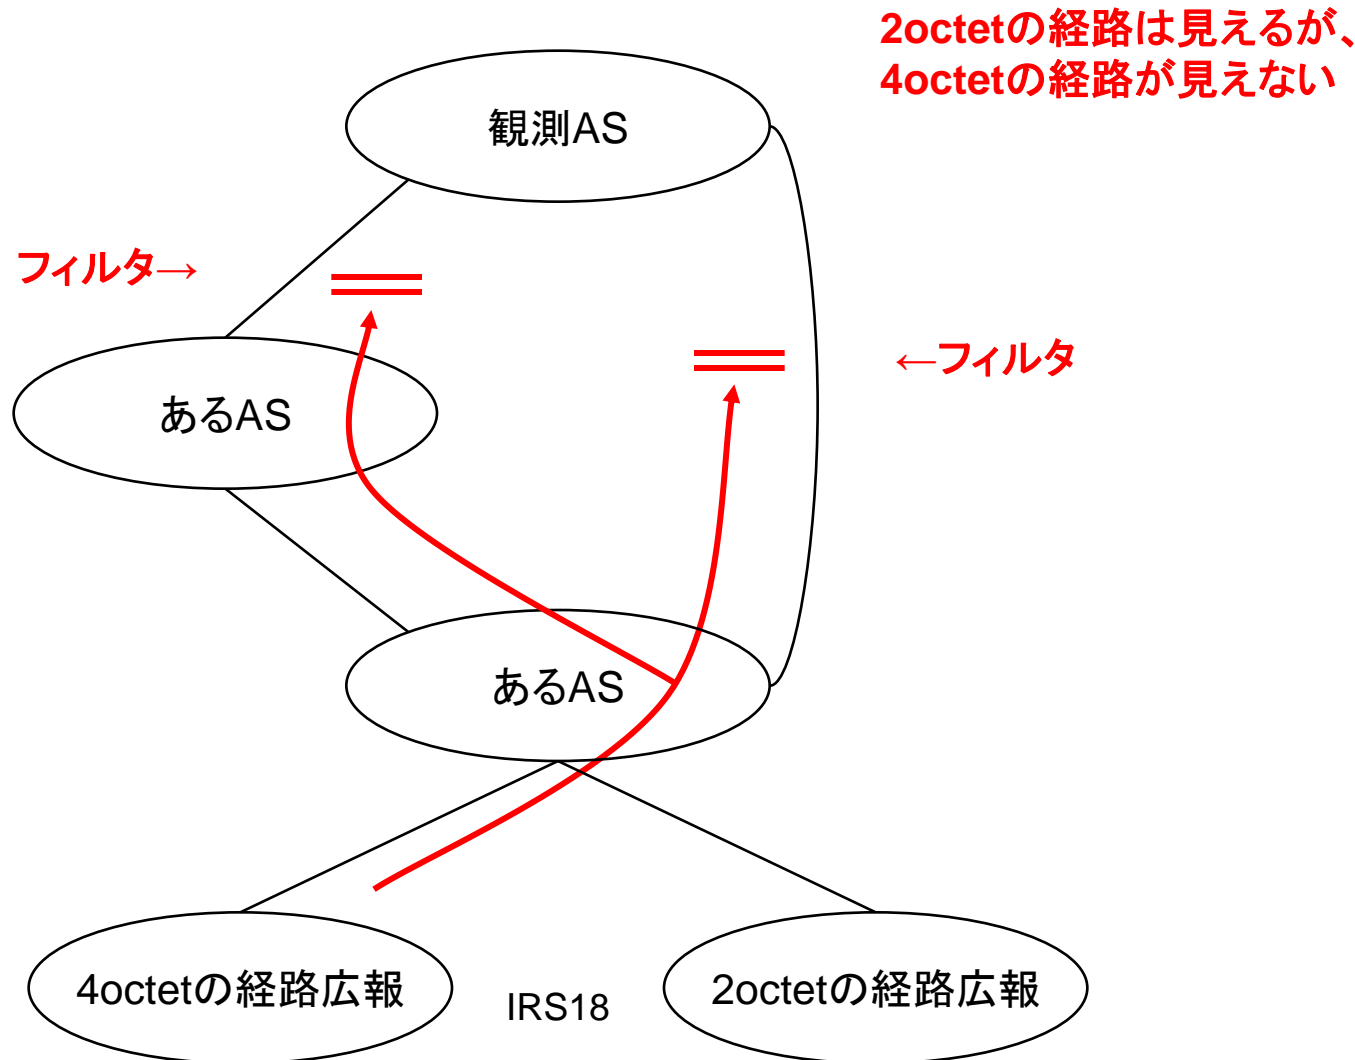 2octetの経路は見えるが、
4octetの経路が見えない
観測AS
フィルタ→
←フィルタ
あるAS
あるAS
4octetの経路広報
IRS18
2octetの経路広報